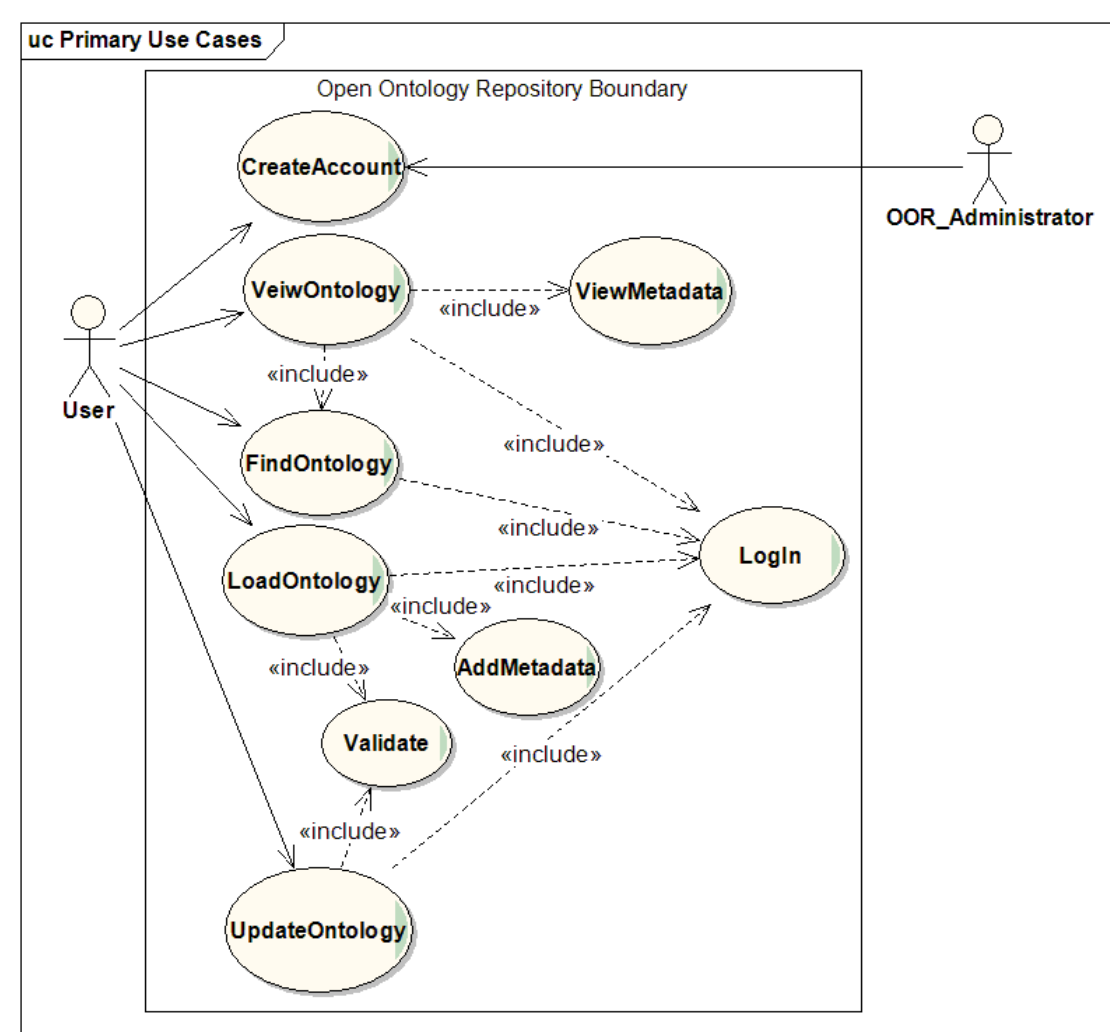 uc Primary Use Cases
Open Ontology Repository Boundary
CreateAccount
OOR_Administrator
VeiwOntology
«include»
ViewMetadata
«include»
User
«include»
FindOntology
«include»
LogIn
LoadOntology
«include»
«include»
«include»
AddMetadata
Validate
«include»
«include»
UpdateOntology